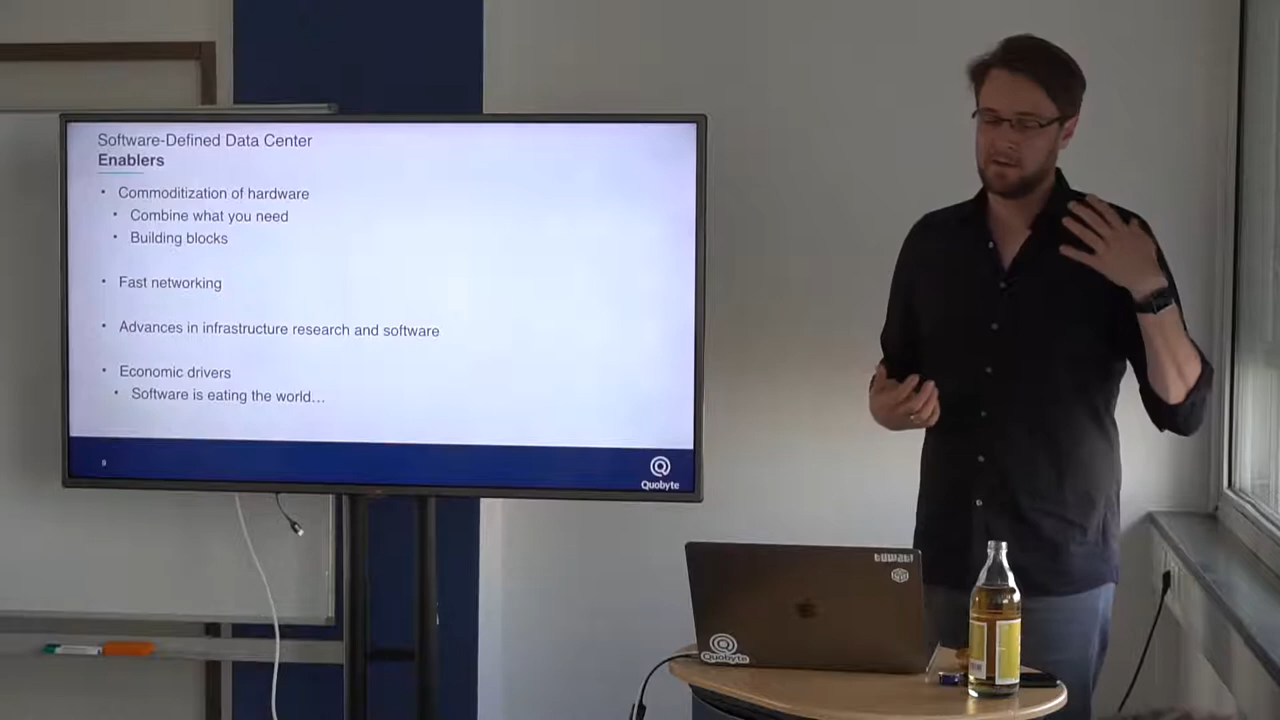 Software-Defined Data Center
Enablers
• Commoditization of hardware
• Combine what you need
• Building blocks
• Fast networking
• Advances in infrastructure research and software
• Economic drivers
• Software is eating the world…
9
Quobyte
Quobyte